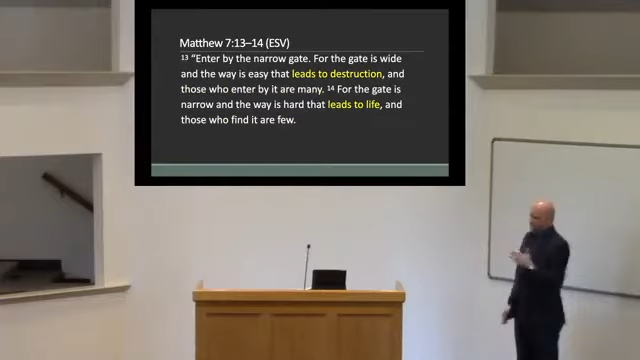 Matthew 7:13–14 (ESV)
13 “Enter by the narrow gate. For the gate is wide
and the way is easy that leads to destruction, and
those who enter by it are many. 14 For the gate is
narrow and the way is hard that leads to life, and
those who find it are few.